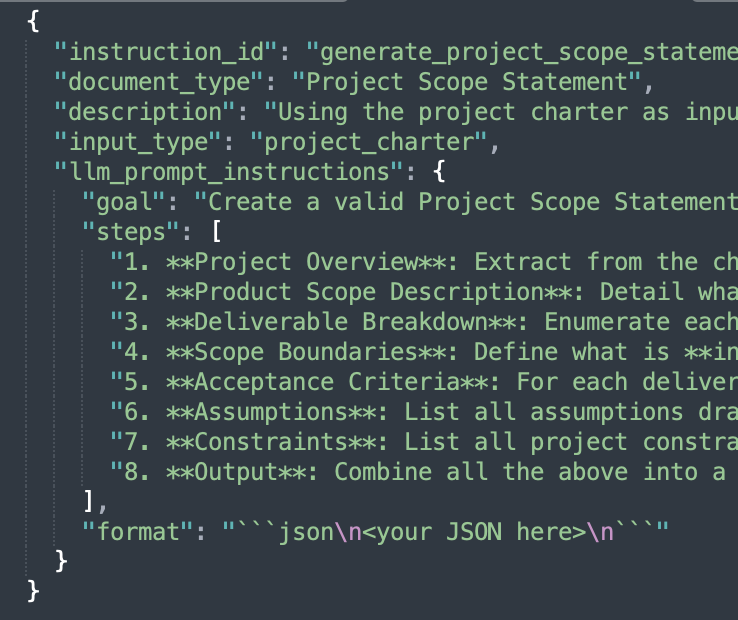 {
"instruction_id": "generate_project_scope_stateme
"document_type": "Project Scope Statement",
"description": "Using the project charter as inpu
"input_type": "project_charter",
"llm_prompt_instructions": {
"goal": "Create a valid Project Scope Statement
"steps": [
"1. **Project Overview**: Extract from the ch
"2. **Product Scope Description**: Detail wha
"3. **Deliverable Breakdown**: Enumerate each
"4. **Scope Boundaries**: Define what is **in
"5. **Acceptance Criteria**: For each deliver
"6. **Assumptions**: List all assumptions dra
"7. **Constraints**: List all project constra
"8. **Output**: Combine all the above into a
],
"format": "```json\n<your JSON here>\n```"
}
}